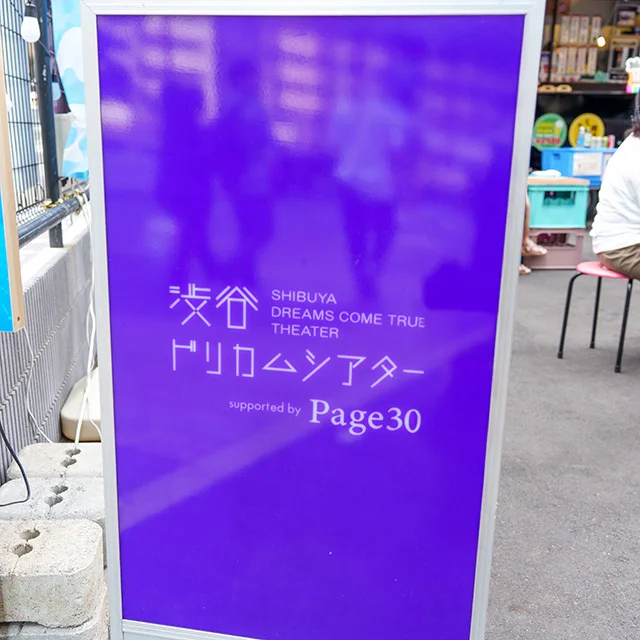 渋谷
SHIBUYA
DREAMS COME TRUE
THEATER
ドリカムシアター
supported by Page30